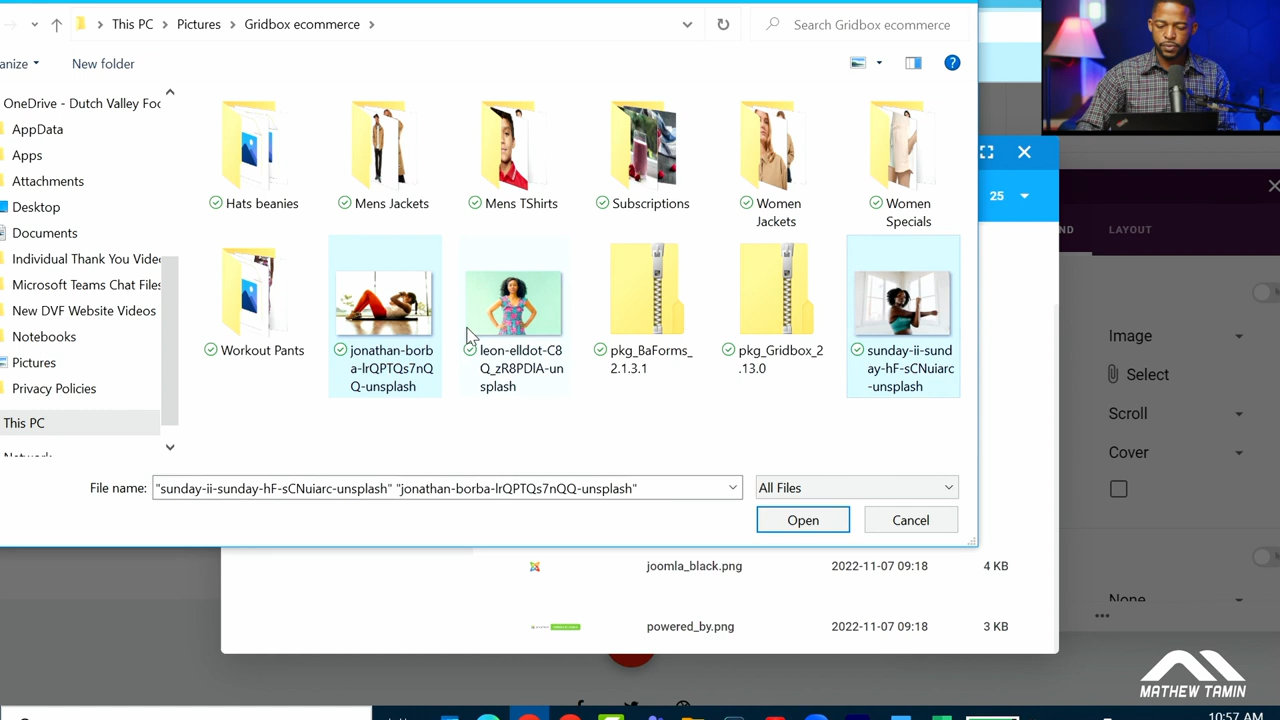 This PC
Pictures
Gridbox ecommerce
Search Gridbox ecommerce
anize
New folder
OneDrive - Dutch Valley Foo
AppData
Apps
Attachments
Desktop
Documents
Individual Thank You Video
Microsoft Teams Chat Files
New DVF Website Videos
Notebooks
Pictures
Privacy Policies
This PC
Hats beanies
Mens Jackets
Mens TShirts
Subscriptions
Women
Jackets
Women
Specials
Workout Pants
jonathan-borb
a-lrQPTQs7nQ
Q-unsplash
leon-elldot-C8
Q_zR8PDlA-un
splash
pkg_BaForms_
2.1.3.1
pkg_Gridbox_2
.13.0
sunday-ii-sund
ay-hF-sCNuiarc
-unsplash
File name:
"sunday-ii-sunday-hF-sCNuiarc-unsplash" "jonathan-borba-lrQPTQs7nQQ-unsplash"
All Files
Open
Cancel
25
ND
LAYOUT
Image
Select
Scroll
Cover
None
joomla_black.png
2022-11-07 09:18
4 KB
powered_by.png
2022-11-07 09:18
3 KB
MATHEW TAMIN
10:57 AM